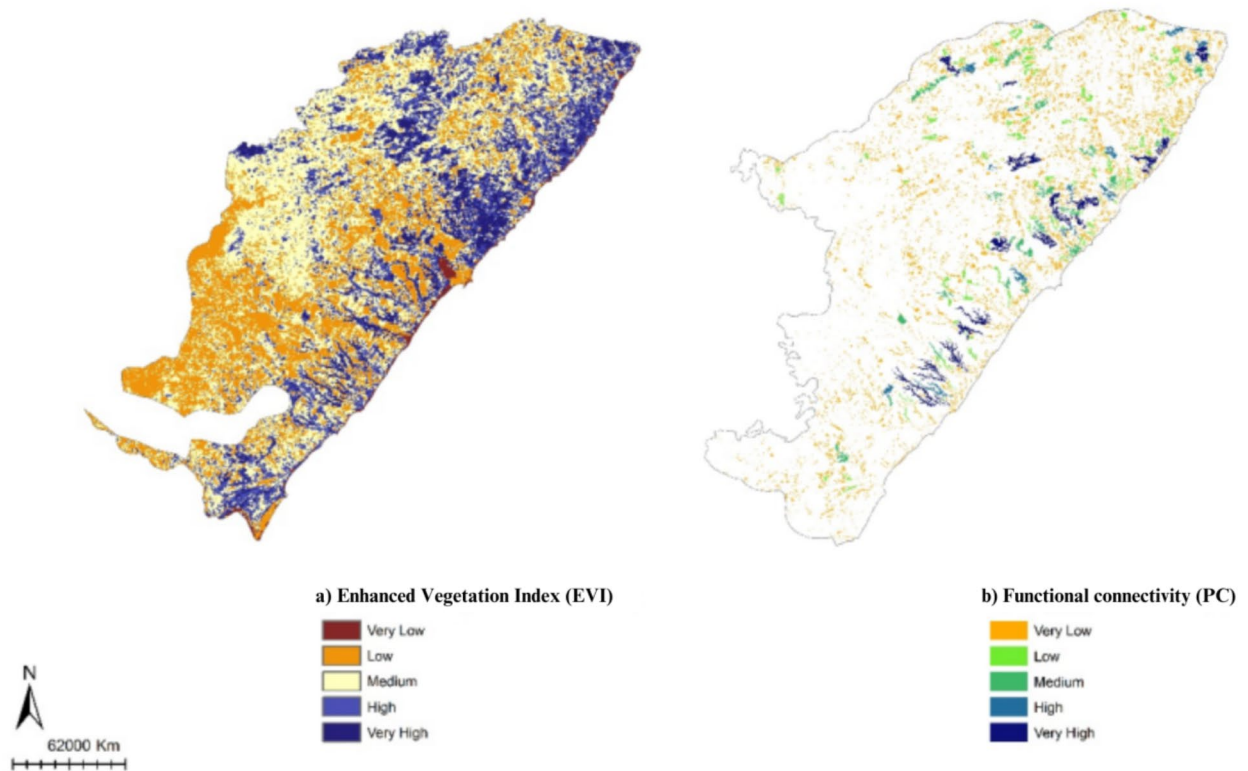 a) Enhanced Vegetation Index (EVI)
Very Low
Low
Medium
High
Very High
b) Functional connectivity (PC)
Very Low
Low
Medium
High
Very High
N
62000 Km